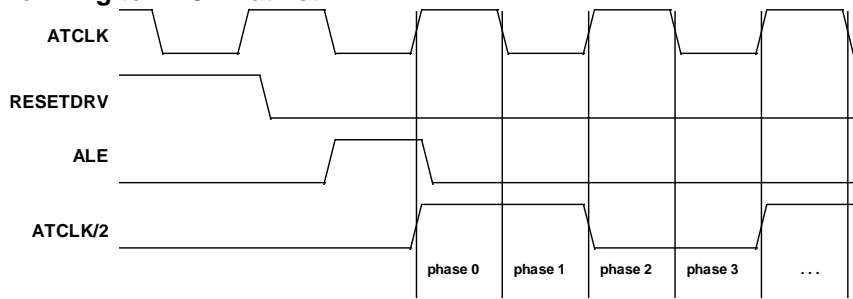 ATCLK
RESETDRV
ALE
ATCLK/2
phase 0 phase 1 phase 2 phase 3 . . .